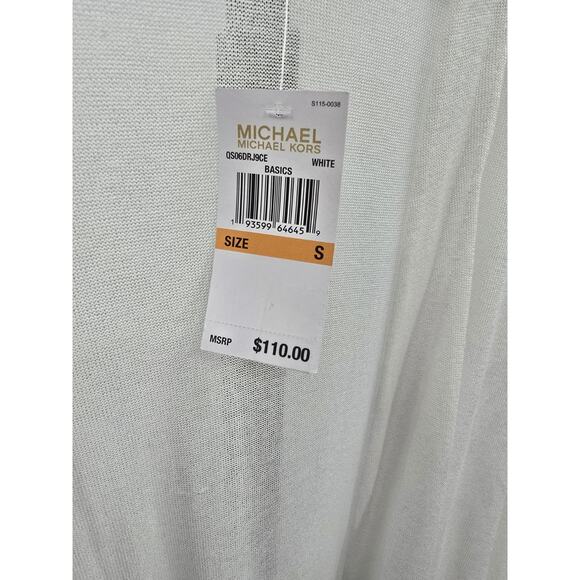 S115-0038
MICHAEL
MICHAEL KORS
QS06DRJ9CE WHITE
BASICS
1 93599 64645 9
SIZE S
MSRP $110.00